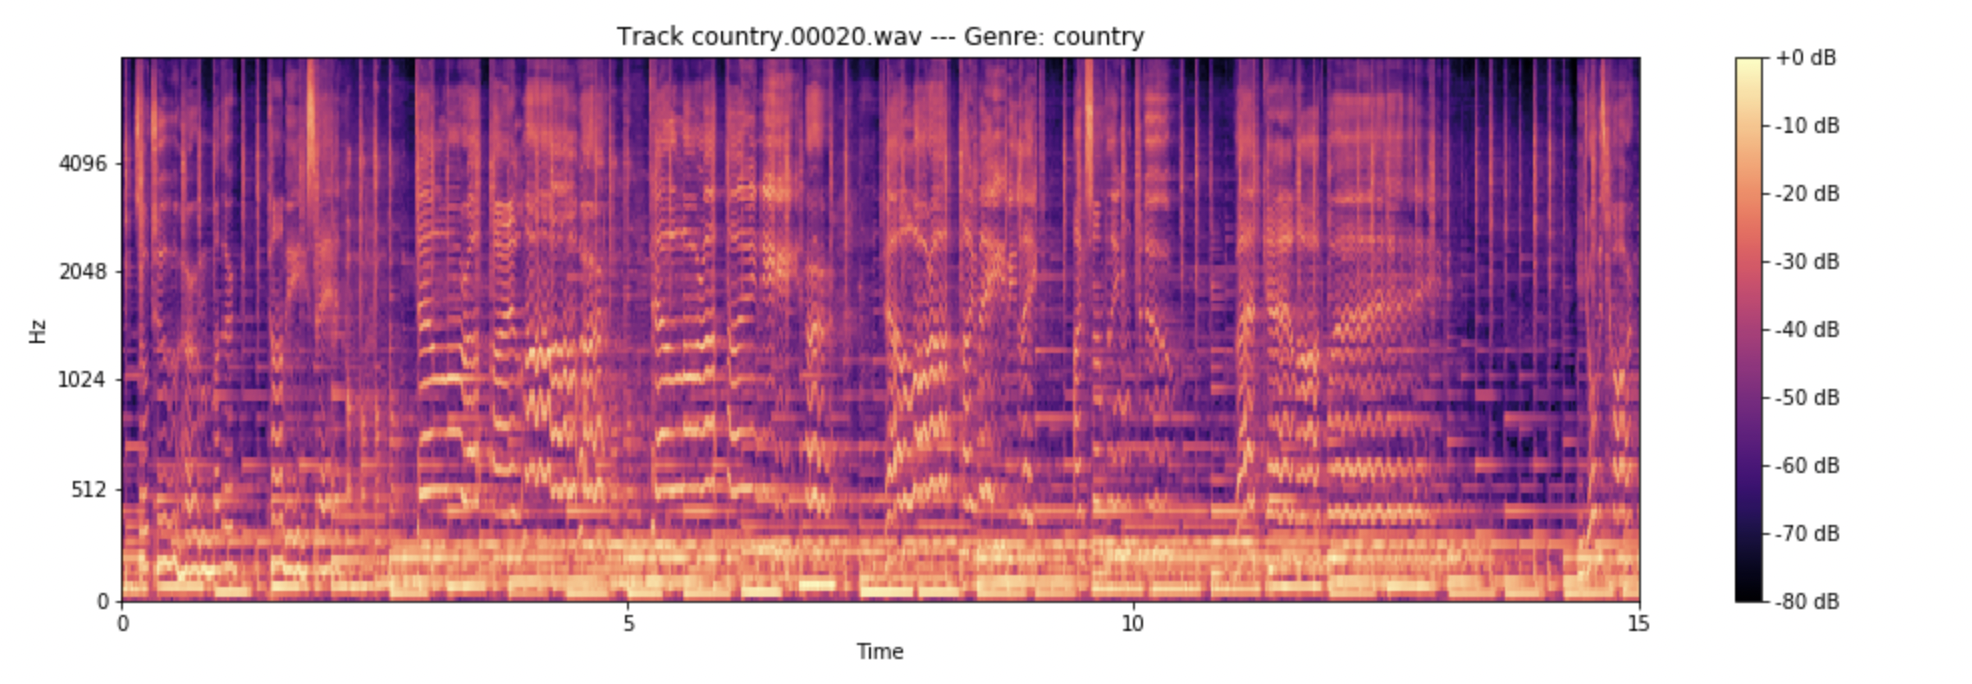 Track country.00020.wav --- Genre: country
Hz
4096
2048
1024
512
0
0
5
10
15
Time
+0 dB
-10 dB
-20 dB
-30 dB
-40 dB
-50 dB
-60 dB
-70 dB
-80 dB